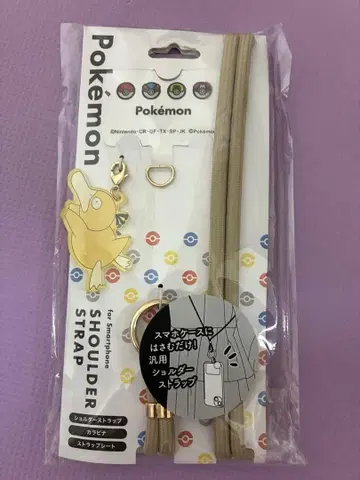 Pokémon
Pokémon
©Nintendo・CR・GF・TX・SP・JK ©Pokémon
for Smartphone
SHOULDER
STRAP
ショルダーストラップ
カラビナ
ストラップシート
スマホケースに
はさむだけ!
汎用
ショルダー
ストラップ